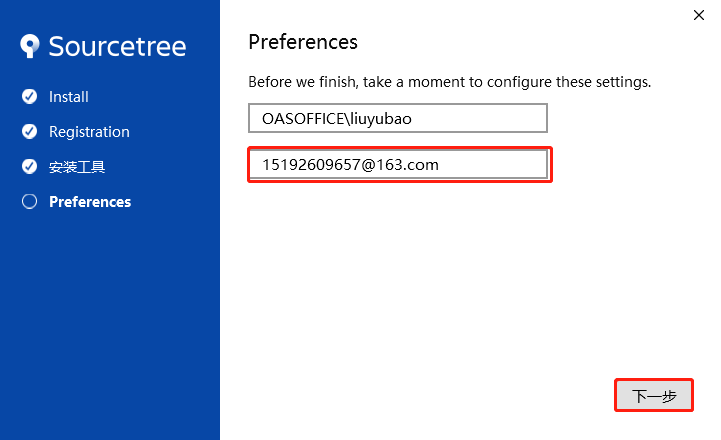 Sourcetree
Install
Registration
安装工具
Preferences
Preferences
Before we finish, take a moment to configure these settings.
OASOFFICE\liuyubao
15192609657@163.com
下一步